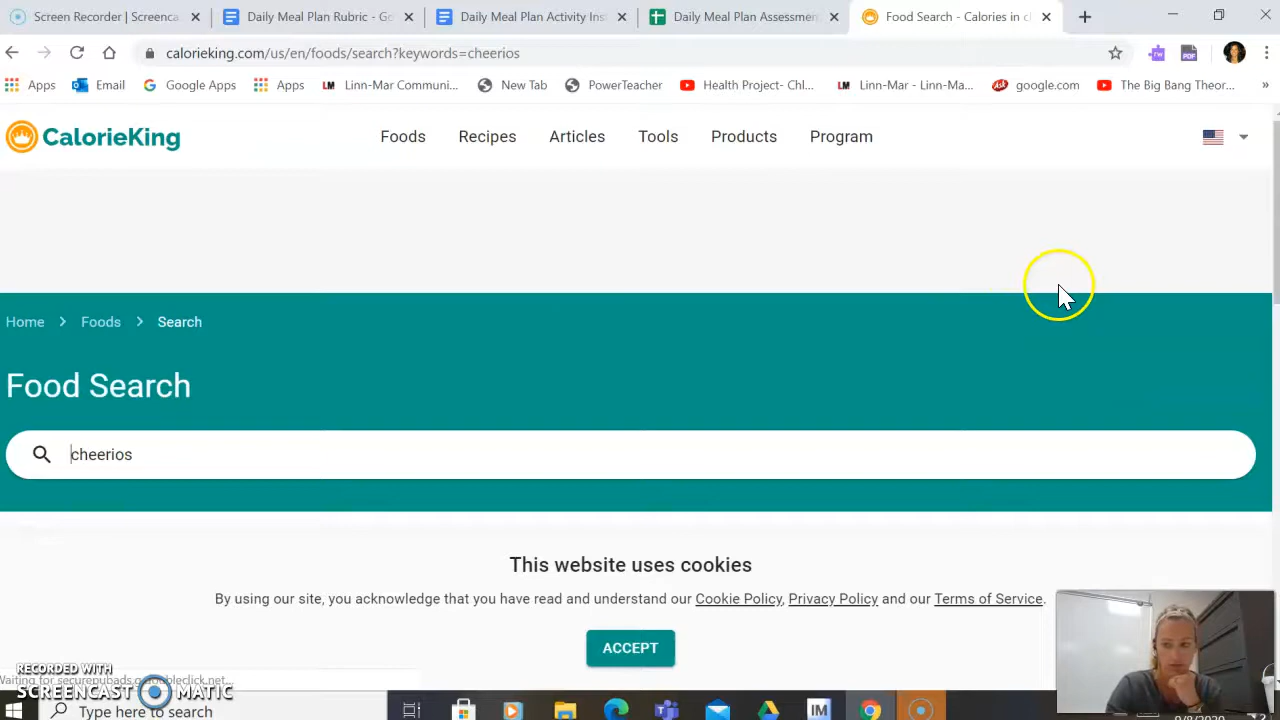 Screen Recorder | Screenca
Daily Meal Plan Rubric - Go
Daily Meal Plan Activity Ins
Daily Meal Plan Assessmen
Food Search - Calories in c
calorieking.com/us/en/foods/search?keywords=cheerios
Apps Email Google Apps Apps Linn-Mar Communi... New Tab PowerTeacher Health Project- Chl... Linn-Mar - Linn-Ma... google.com The Big Bang Theor... »
CalorieKing
Foods Recipes Articles Tools Products Program
Home > Foods > Search
Food Search
cheerios
This website uses cookies
By using our site, you acknowledge that you have read and understand our Cookie Policy, Privacy Policy and our Terms of Service.
ACCEPT
RECORDED WITH
SCREENCAST MATIC
Type here to search
IM
9/8/2020